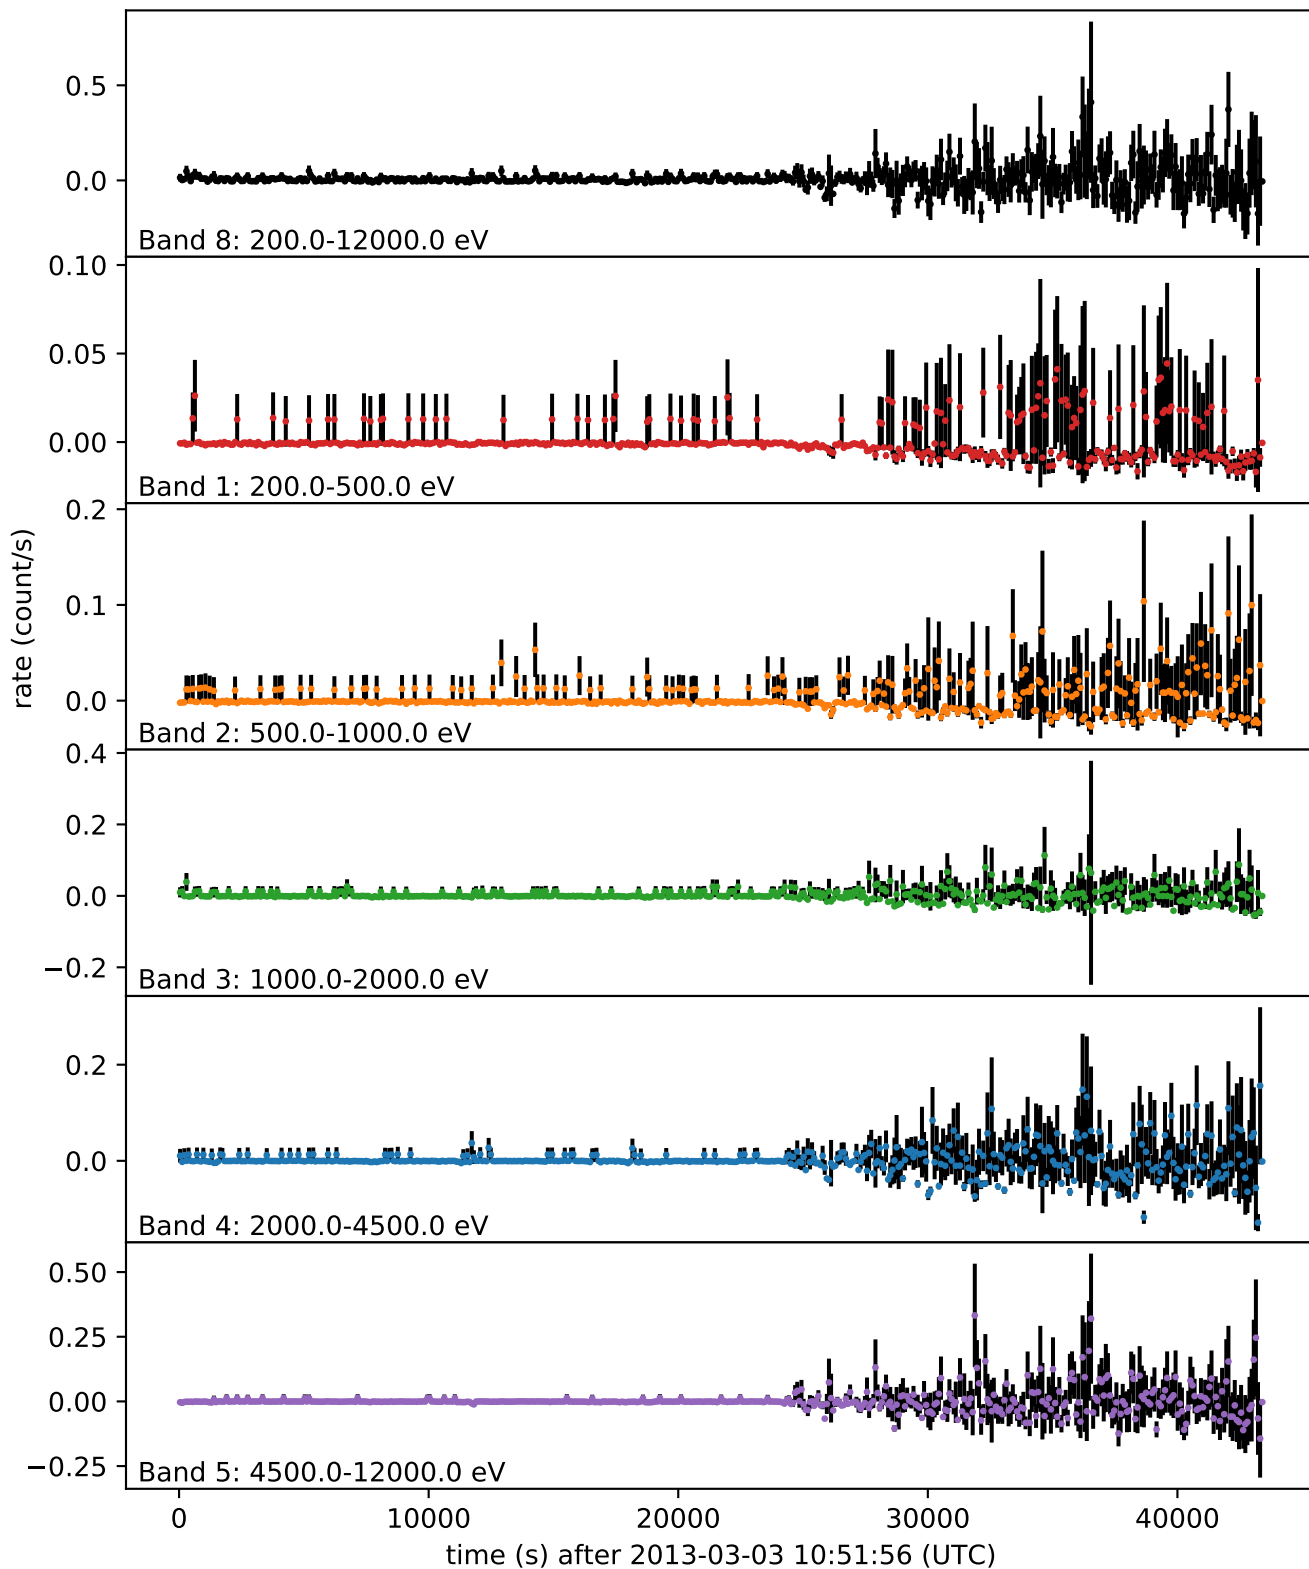 0.5
0.0
Band 8: 200.0-12000.0 eV
0.10
0.05
0.00
Band 1: 200.0-500.0 eV
0.2
0.1
0.0
Band 2: 500.0-1000.0 eV
rate (count/s)
0.4
0.2
0.0
−0.2
Band 3: 1000.0-2000.0 eV
0.2
0.0
Band 4: 2000.0-4500.0 eV
0.50
0.25
0.00
−0.25
Band 5: 4500.0-12000.0 eV
0 10000 20000 30000 40000
time (s) after 2013-03-03 10:51:56 (UTC)